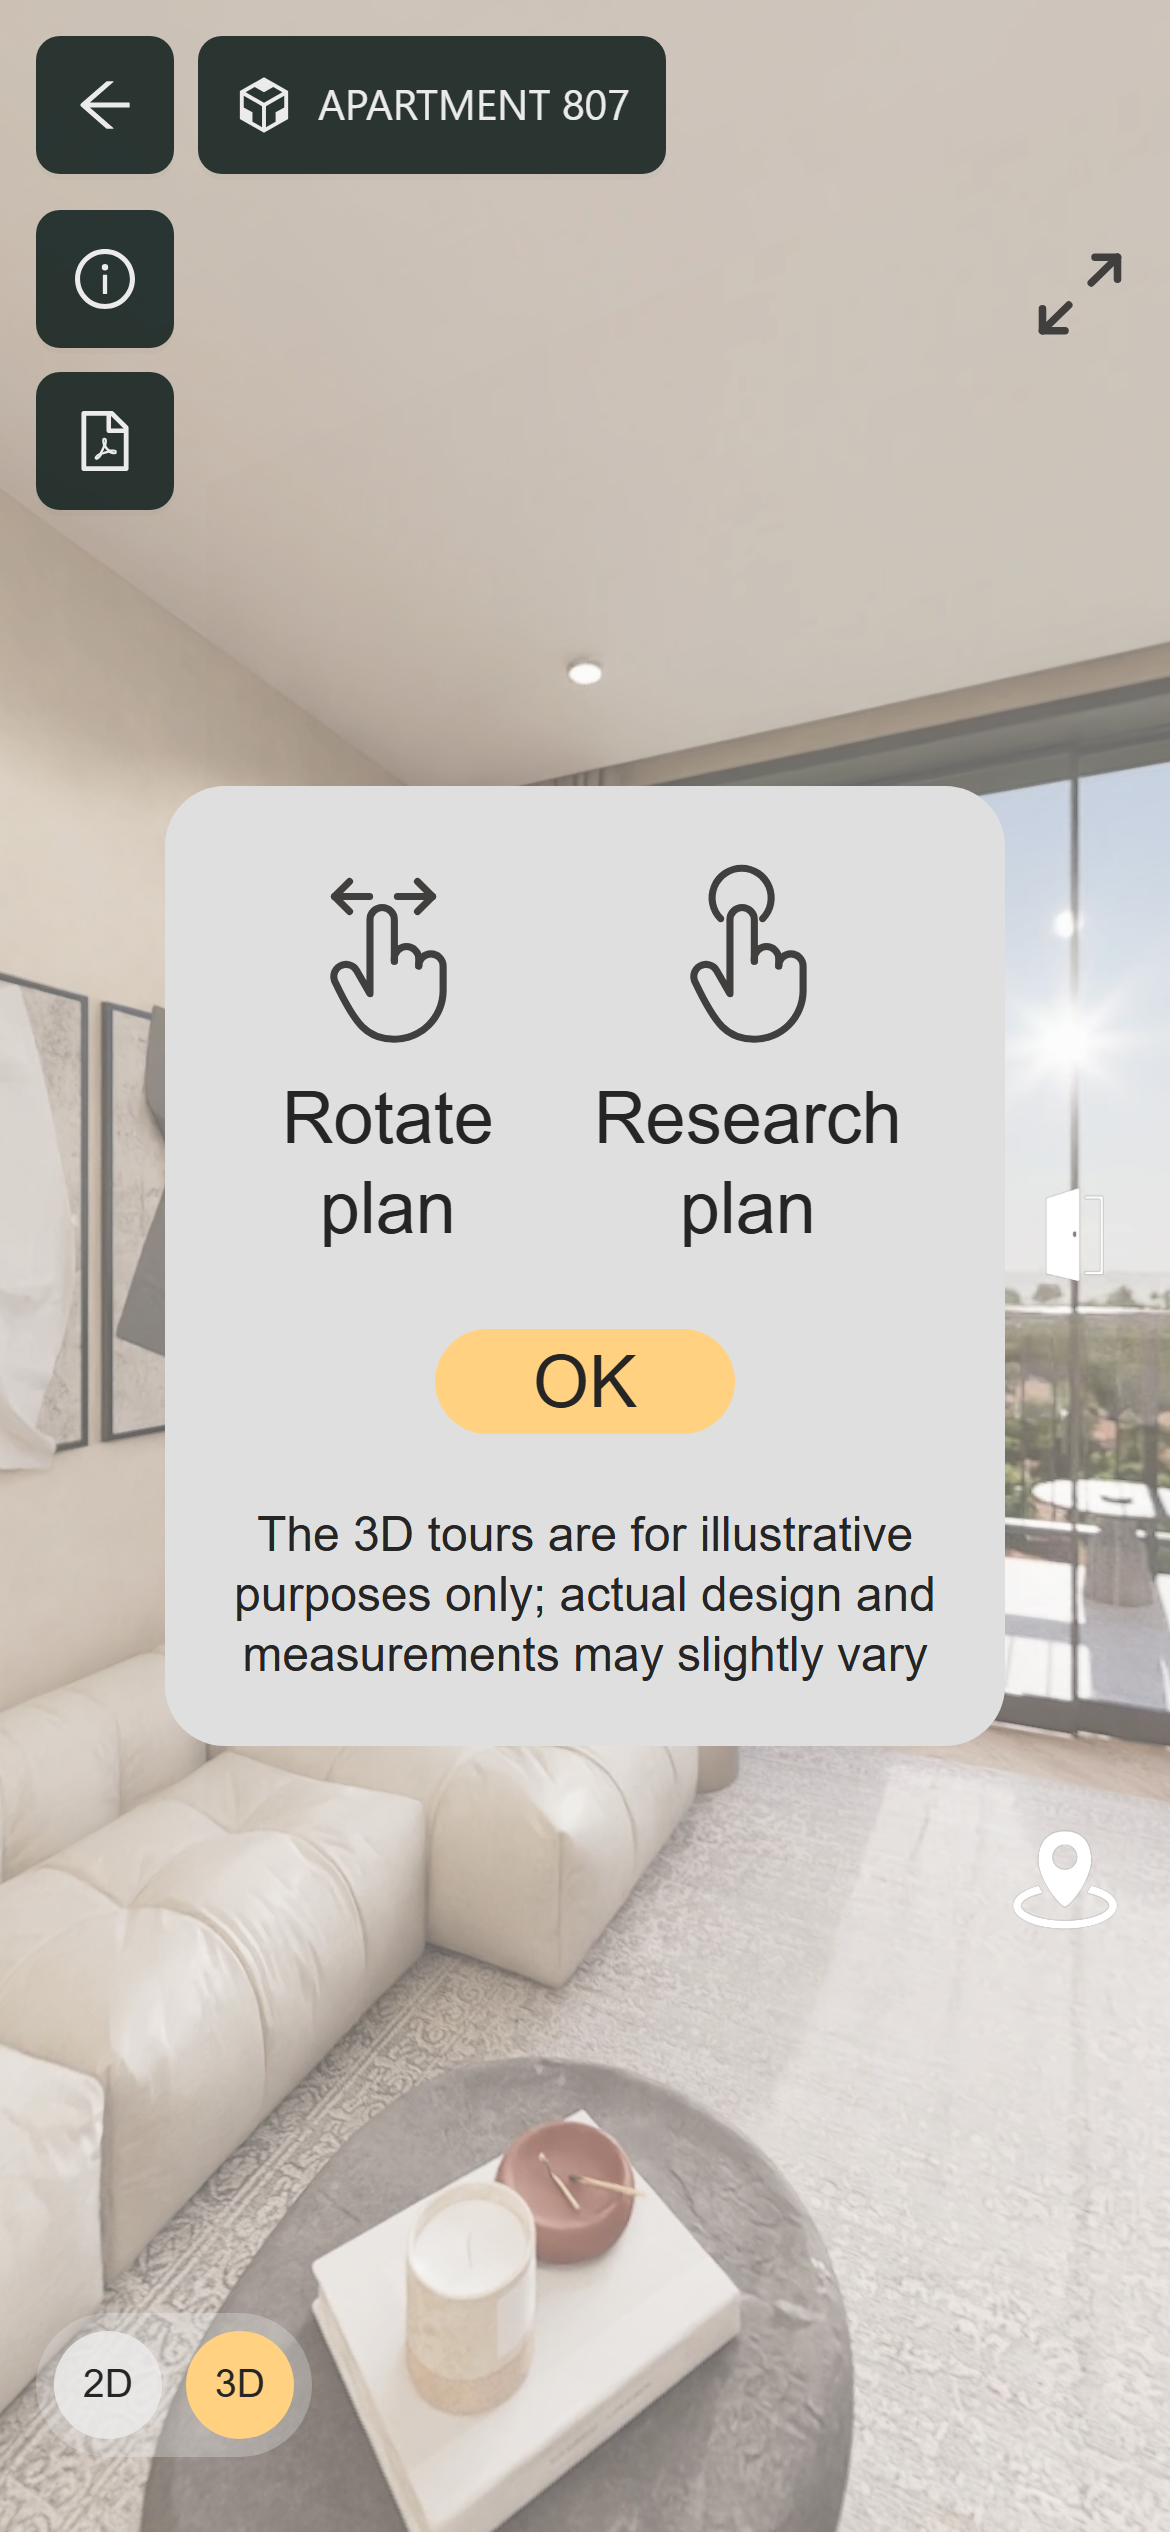 APARTMENT 807
Rotate
plan
Research
plan
OK
The 3D tours are for illustrative
purposes only; actual design and
measurements may slightly vary
2D
3D